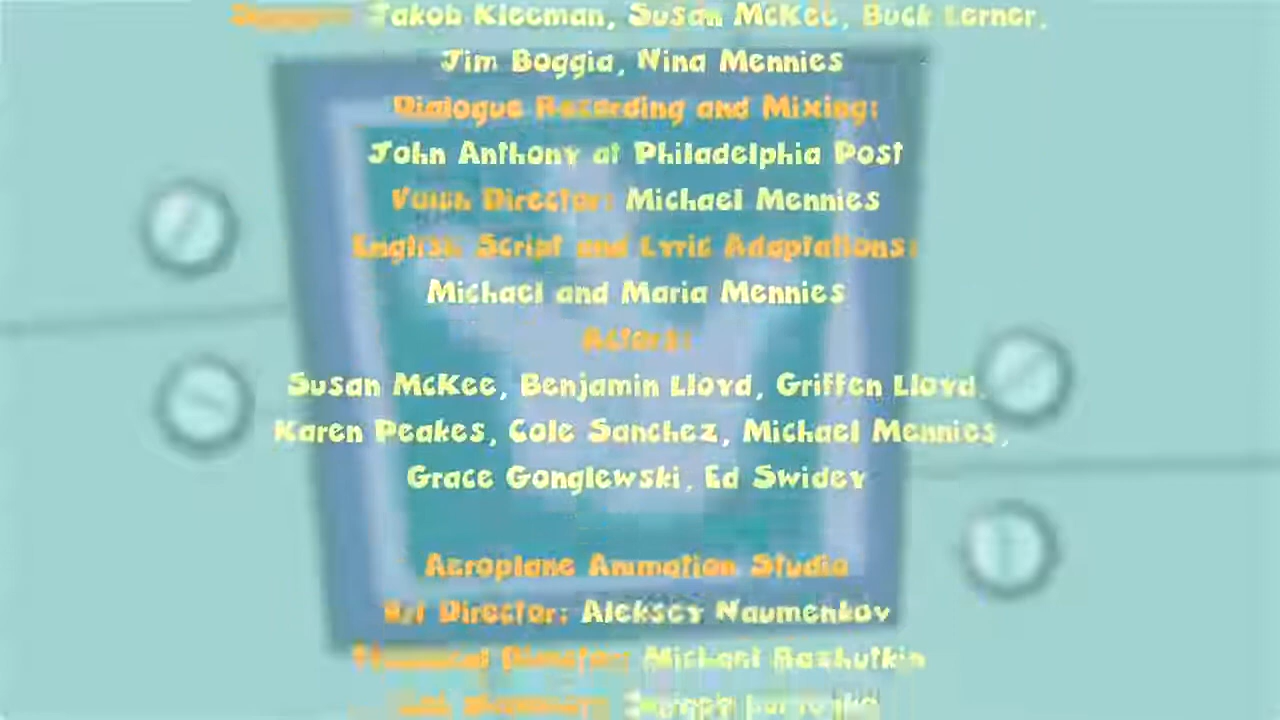 Jakob Kleeman, Susan McKee, Buck Lerner,
Jim Boggia, Nina Mennies
Dialogue Recording and Mixing:
John Anthony at Philadelphia Post
Voice Director: Michael Mennies
English Script and Lyric Adaptations:
Michael and Maria Mennies
Actors:
Susan McKee, Benjamin Lloyd, Griffen Lloyd,
Karen Peakes, Cole Sanchez, Michael Mennies,
Grace Gonglewski, Ed Swidey
Aeroplane Animation Studio
Art Director: Aleksey Naumenkov
Director: Michael